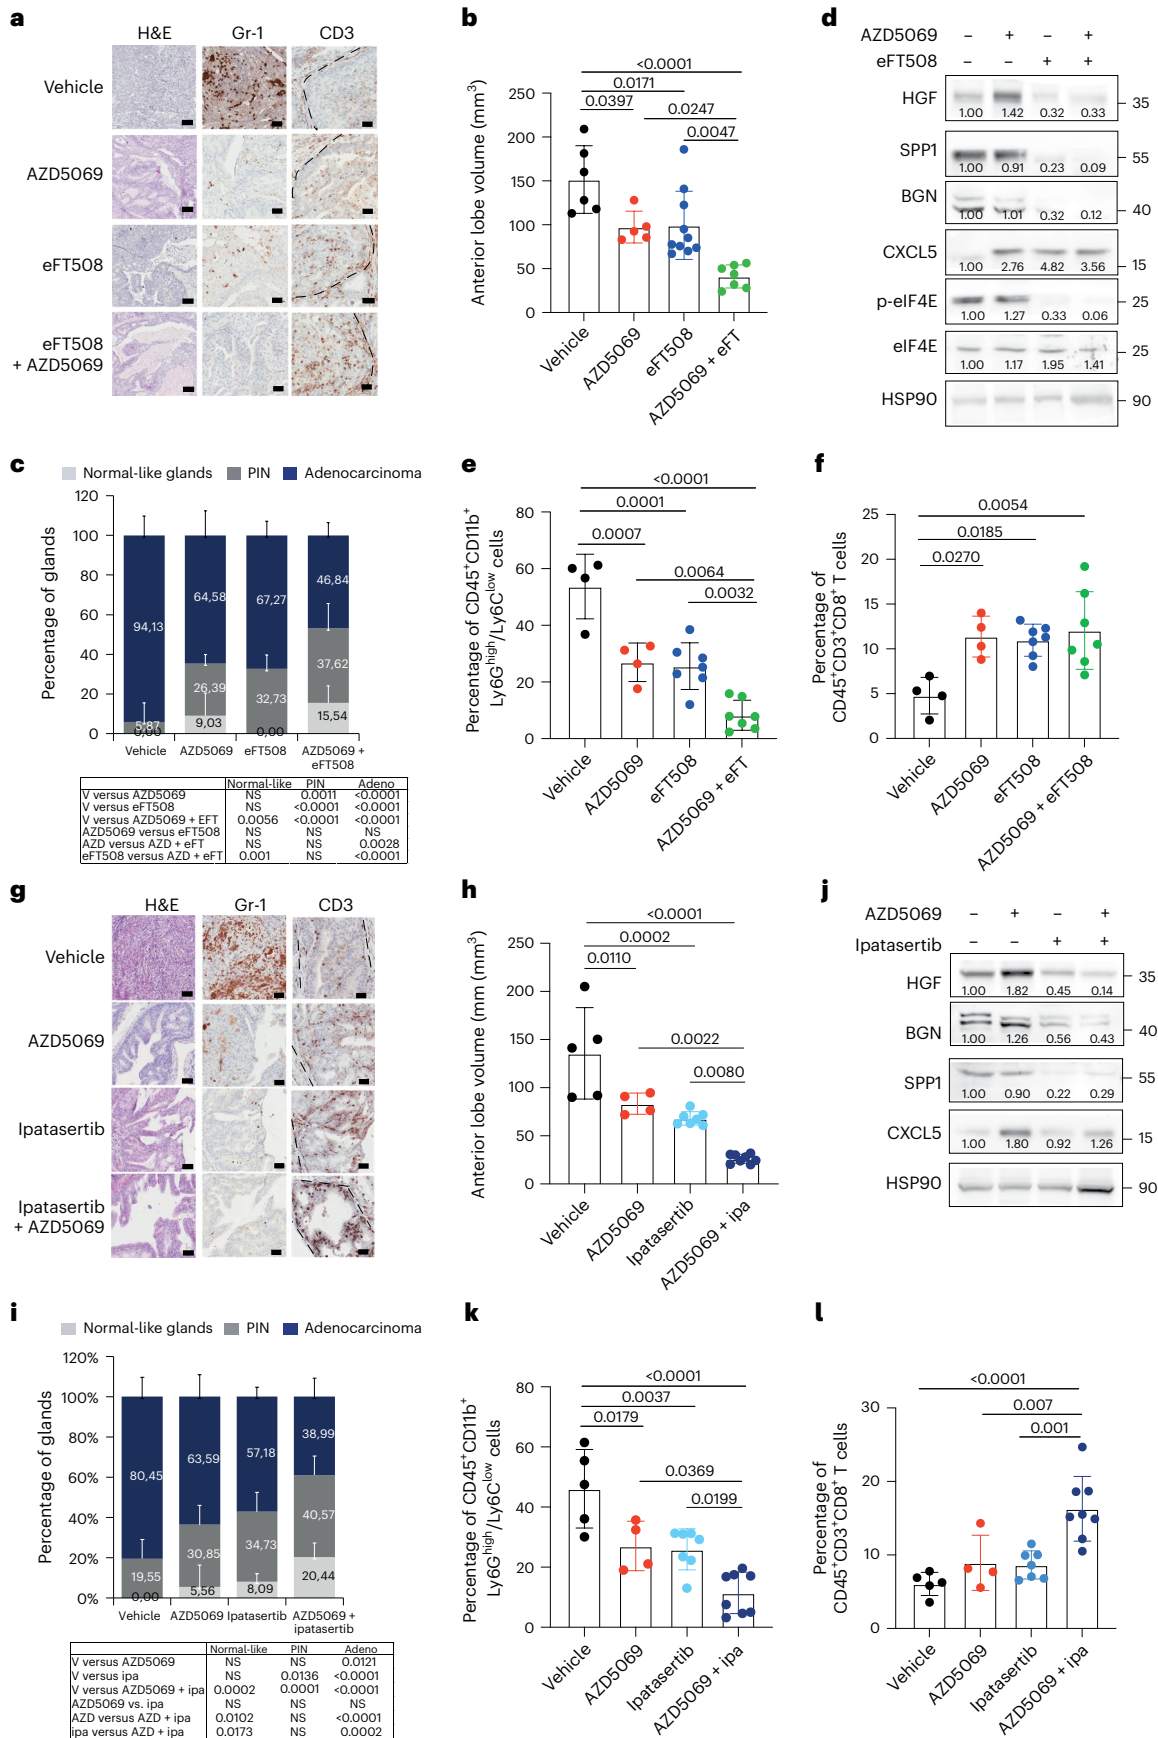 a
H&E Gr-1 CD3
Vehicle
AZD5069
eFT508
eFT508
+ AZD5069
b
Anterior lobe volume (mm³)
250
200
150
100
50
0
<0.0001
0.0171
0.0397 0.0247
0.0047
Vehicle
AZD5069
eFT508
AZD5069 + eFT
d
AZD5069 – + – +
eFT508 – – + +
HGF 1.00 1.42 0.32 0.33 35
SPP1 1.00 0.91 0.23 0.09 55
BGN 1.00 1.01 0.32 0.12 40
CXCL5 1.00 2.76 4.82 3.56 15
p-eIF4E 1.00 1.27 0.33 0.06 25
eIF4E 1.00 1.17 1.95 1.41 25
HSP90 90
c
Normal-like glands PIN Adenocarcinoma
Percentage of glands
120
100
80
60
40
20
0
94,13 64,58 67,27 46,84
5,87 26,39 32,73 37,62
0,00 9,03 0,00 15,54
Vehicle AZD5069 eFT508 AZD5069 +
eFT508
Normal-like PIN Adeno
V versus AZD5069 NS 0.0011 <0.0001
V versus eFT508 NS <0.0001 <0.0001
V versus AZD5069 + EFT 0.0056 <0.0001 <0.0001
AZD5069 versus eFT508 NS NS NS
AZD versus AZD + eFT NS NS 0.0028
eFT508 versus AZD + eFT 0.001 NS <0.0001
e
Percentage of CD45⁺CD11b⁺
Ly6Gʰⁱᵍʰ/Ly6Cˡᵒʷ cells
80
60
40
20
0
<0.0001
0.0001
0.0007
0.0064
0.0032
Vehicle
AZD5069
eFT508
AZD5069 + eFT
f
Percentage of
CD45⁺CD3⁺CD8⁺ T cells
25
20
15
10
5
0
0.0054
0.0185
0.0270
Vehicle
AZD5069
eFT508
AZD5069 + eFT508
g
H&E Gr-1 CD3
Vehicle
AZD5069
Ipatasertib
Ipatasertib
+ AZD5069
h
Anterior lobe volume (mm (mm³)
250
200
150
100
50
0
<0.0001
0.0002
0.0110
0.0022
0.0080
Vehicle
AZD5069
Ipatasertib
AZD5069 + ipa
j
AZD5069 – + – +
Ipatasertib – – + +
HGF 1.00 1.82 0.45 0.14 35
BGN 1.00 1.26 0.56 0.43 40
SPP1 1.00 0.90 0.22 0.29 55
CXCL5 1.00 1.80 0.92 1.26 15
HSP90 90
i
Normal-like glands PIN Adenocarcinoma
Percentage of glands
120%
100%
80%
60%
40%
20%
0%
80,45 63,59 57,18 38,99
19,55 30,85 34,73 40,57
0,00 5,56 8,09 20,44
Vehicle AZD5069 Ipatasertib AZD5069 +
ipatasertib
Normal-like PIN Adeno
V versus AZD5069 NS NS 0.0121
V versus ipa NS 0.0136 <0.0001
V versus AZD5069 + ipa 0.0002 0.0001 <0.0001
AZD5069 vs. ipa NS NS NS
AZD versus AZD + ipa 0.0102 NS <0.0001
ipa versus AZD + ipa 0.0173 NS 0.0002
k
Percentage of CD45⁺CD11b⁺
Ly6Gʰⁱᵍʰ/Ly6Cˡᵒʷ cells
80
60
40
20
0
<0.0001
0.0037
0.0179
0.0369
0.0199
Vehicle
AZD5069
Ipatasertib
AZD5069 + ipa
l
Percentage of
CD45⁺CD3⁺CD8⁺ T cells
30
20
10
0
<0.0001
0.007
0.001
Vehicle
AZD5069
Ipatasertib
AZD5069 + ipa